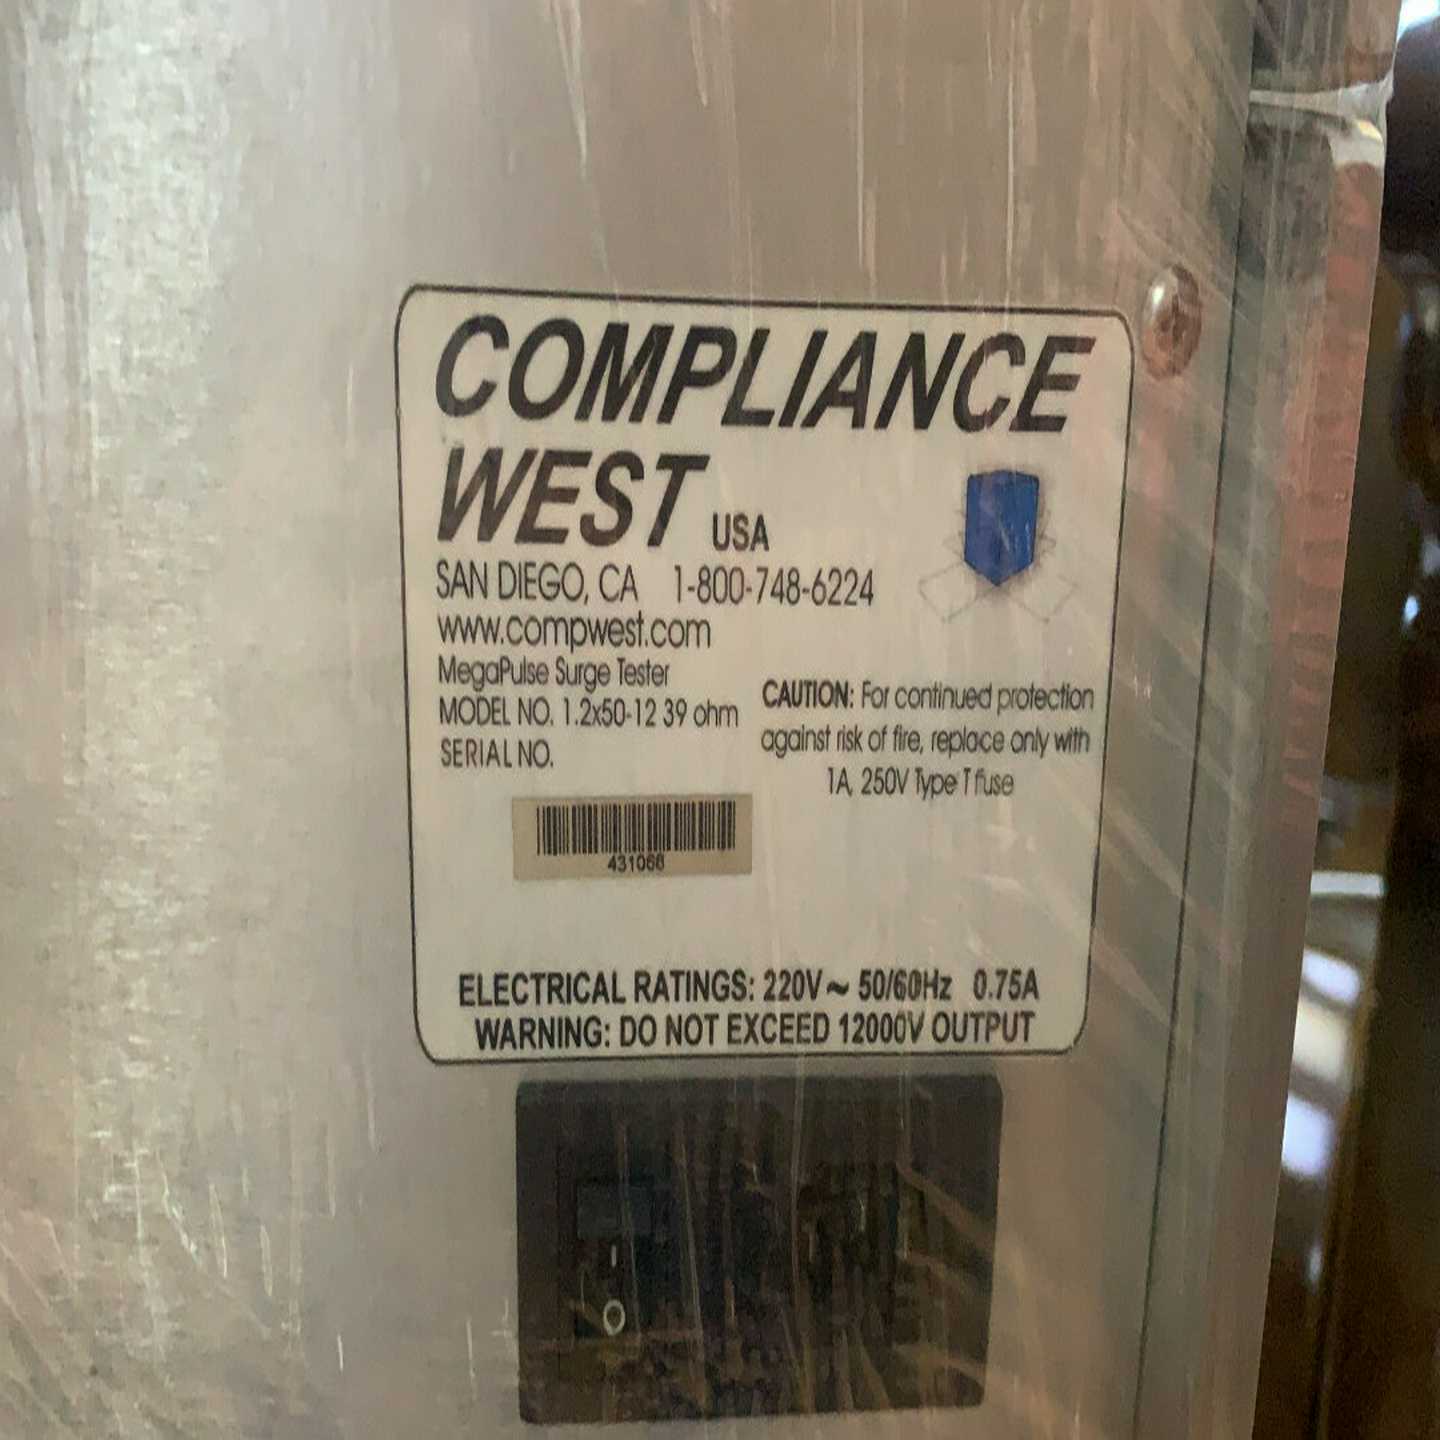 COMPLIANCE
WEST USA
SAN DIEGO, CA 1-800-748-6224
www.compwest.com
MegaPulse Surge Tester
MODEL NO. 1.2x50-12 39 ohm
SERIAL NO.
431066
CAUTION: For continued protection
against risk of fire, replace only with
1A, 250V Type T fuse
ELECTRICAL RATINGS: 220V~ 50/60Hz 0.75A
WARNING: DO NOT EXCEED 12000V OUTPUT